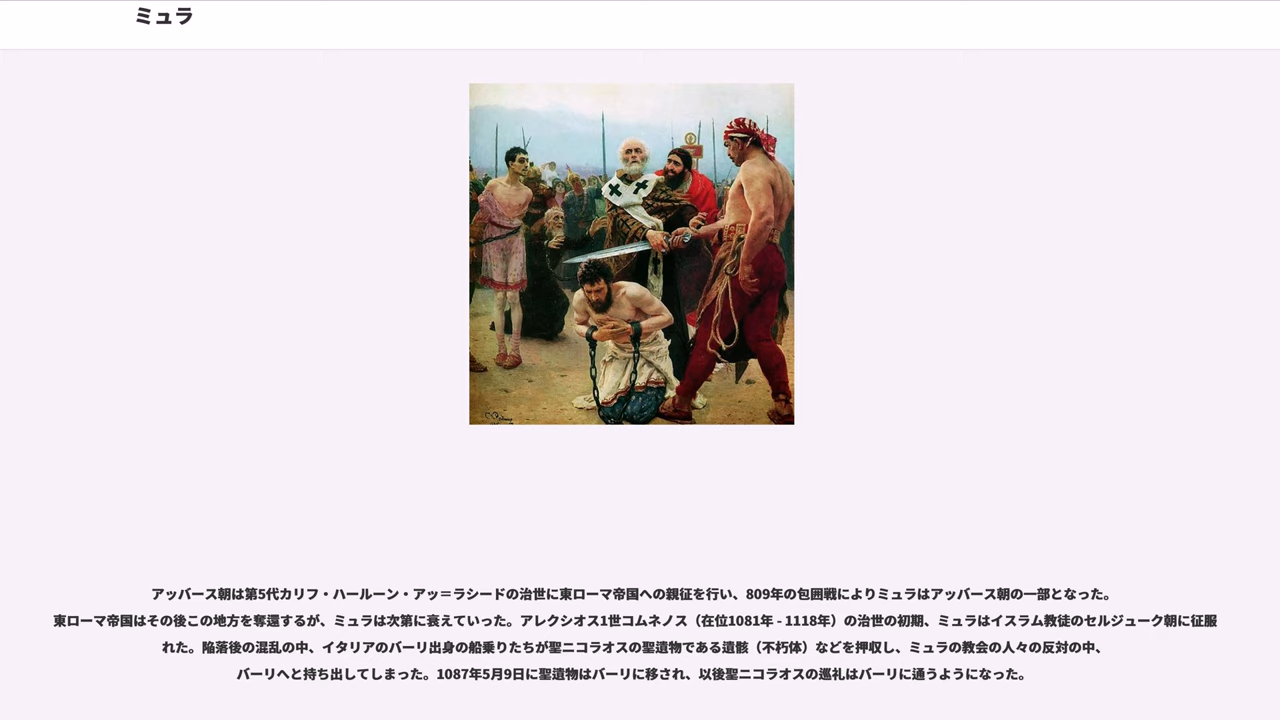 ミュラ
アッバース朝は第5代カリフ・ハールーン・アッ＝ラシードの治世に東ローマ帝国への親征を行い、809年の包囲戦によりミュラはアッバース朝の一部となった。
東ローマ帝国はその後この地方を奪還するが、ミュラは次第に衰えていった。アレクシオス1世コムネノス（在位1081年 - 1118年）の治世の初期、ミュラはイスラム教徒のセルジューク朝に征服
れた。陥落後の混乱の中、イタリアのバーリ出身の船乗りたちが聖ニコラオスの聖遺物である遺骸（不朽体）などを押収し、ミュラの教会の人々の反対の中、
バーリへと持ち出してしまった。1087年5月9日に聖遺物はバーリに移され、以後聖ニコラオスの巡礼はバーリに通うようになった。